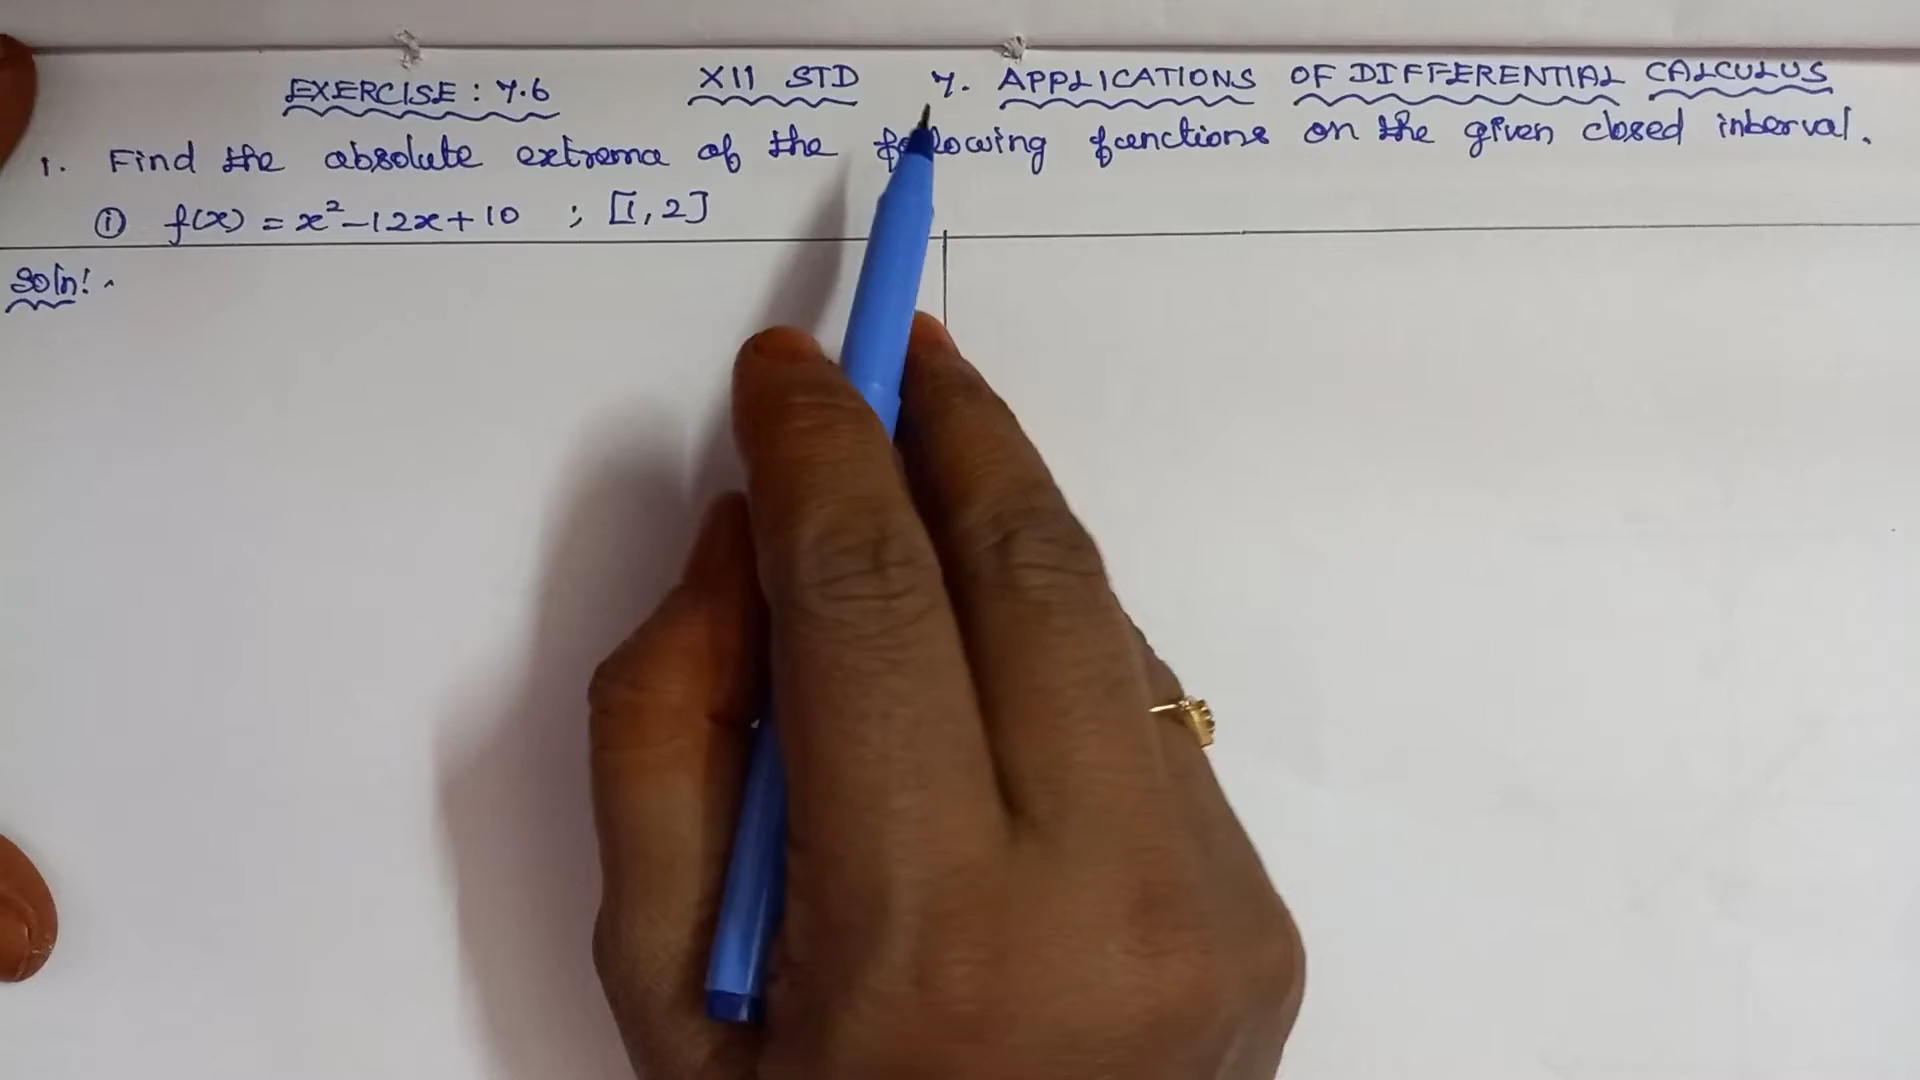 EXERCISE : 7.6 XII STD 7. APPLICATIONS OF DIFFERENTIAL CALCULUS
1. Find the absolute extrema of the following functions on the given closed interval.
① f(x) = x²-12x+10 ; [1,2]
Soln! -